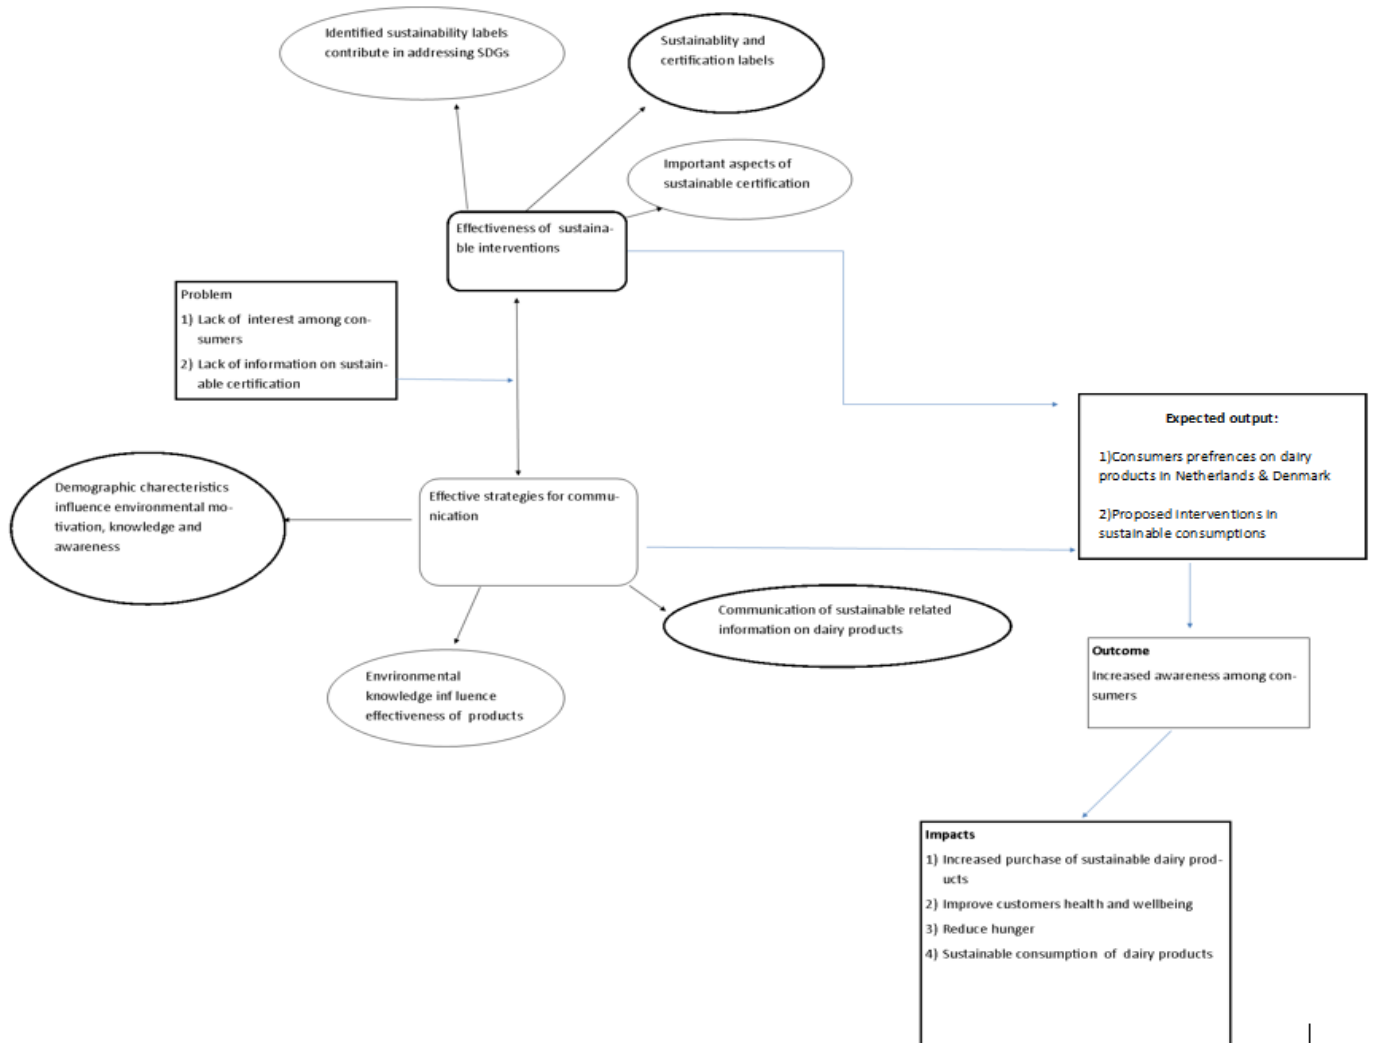 Identified sustainability labels
contribute in addressing SDGs
Sustainablity and
certification labels
Important aspects of
sustainable certification
Effectiveness of sustaina-
ble interventions
Problem
1) Lack of interest among con-
sumers
2) Lack of information on sustain-
able certification
Expected output:
1)Consumers prefrences on dairy
products in Netherlands & Denmark
2)Proposed interventions in
sustainable consumptions
Demographic charecteristics
influence environmental mo-
tivation, knowledge and
awareness
Effective strategies for commu-
nication
Communication of sustainable related
information on dairy products
Envrironmental
knowledge inf luence
effectiveness of products
Outcome
Increased awareness among con-
sumers
Impacts
1) Increased purchase of sustainable dairy prod-
ucts
2) Improve customers health and wellbeing
3) Reduce hunger
4) Sustainable consumption of dairy products